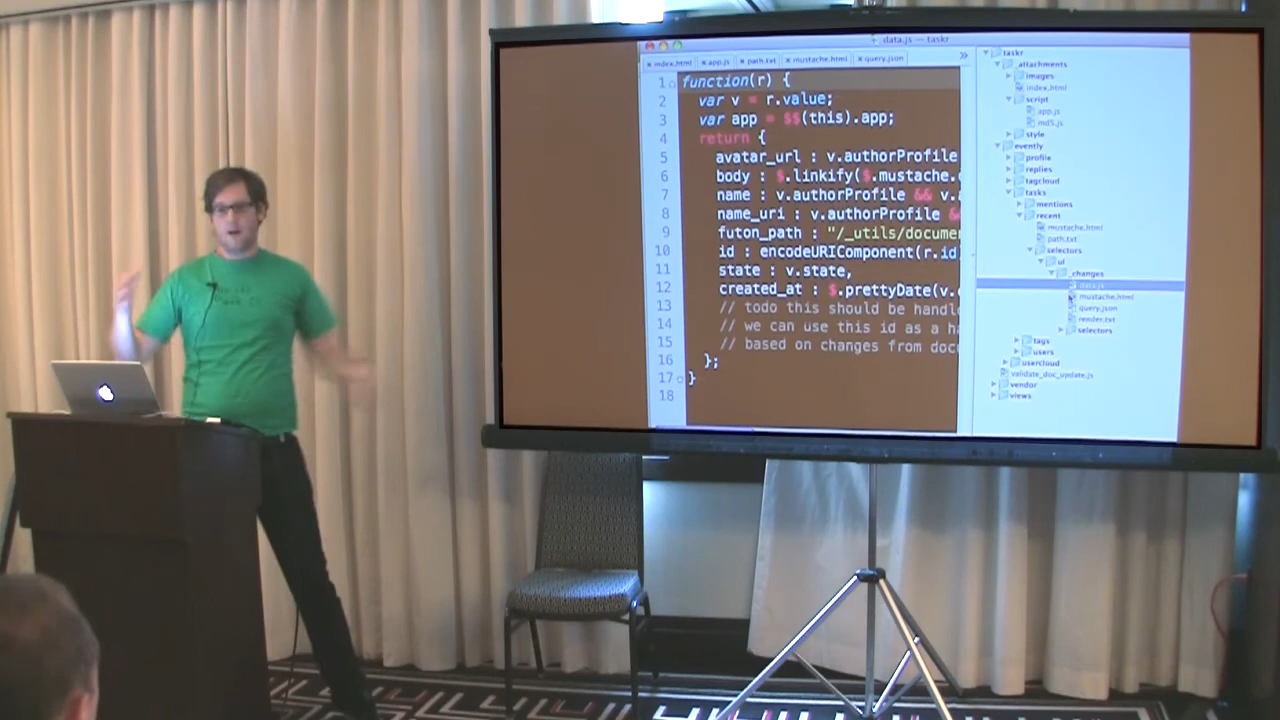 data.js — taskr
index.html app.js path.txt mustache.html query.json
1 function(r) {
2 var v = r.value;
3 var app = $$(this).app;
4 return {
5 avatar_url : v.authorProfile
6 body : $.linkify($.mustache.
7 name : v.authorProfile && v.
8 name_uri : v.authorProfile &
9 futon_path : "/_utils/docume
10 id : encodeURIComponent(r.id
11 state : v.state,
12 created_at : $.prettyDate(v.
13 // todo this should be handl
14 // we can use this id as a ha
15 // based on changes from doc
16 };
17 }
18
taskr
_attachments
images
index.html
script
app.js
md5.js
style
evently
profile
replies
tagcloud
tasks
mentions
recent
mustache.html
path.txt
selectors
ul
_changes
data.js
mustache.html
query.json
render.txt
selectors
tags
users
usercloud
validate_doc_update.js
vendor
views